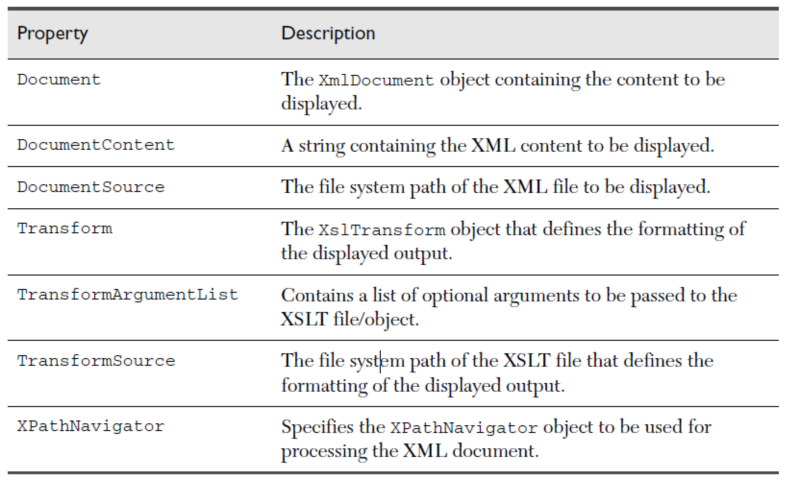 Property Description
Document The XmlDocument object containing the content to be
displayed.
DocumentContent A string containing the XML content to be displayed.
DocumentSource The file system path of the XML file to be displayed.
Transform The XslTransform object that defines the formatting of
the displayed output.
TransformArgumentList Contains a list of optional arguments to be passed to the
XSLT file/object.
TransformSource The file system path of the XSLT file that defines the
formatting of the displayed output.
XPathNavigator Specifies the XPathNavigator object to be used for
processing the XML document.